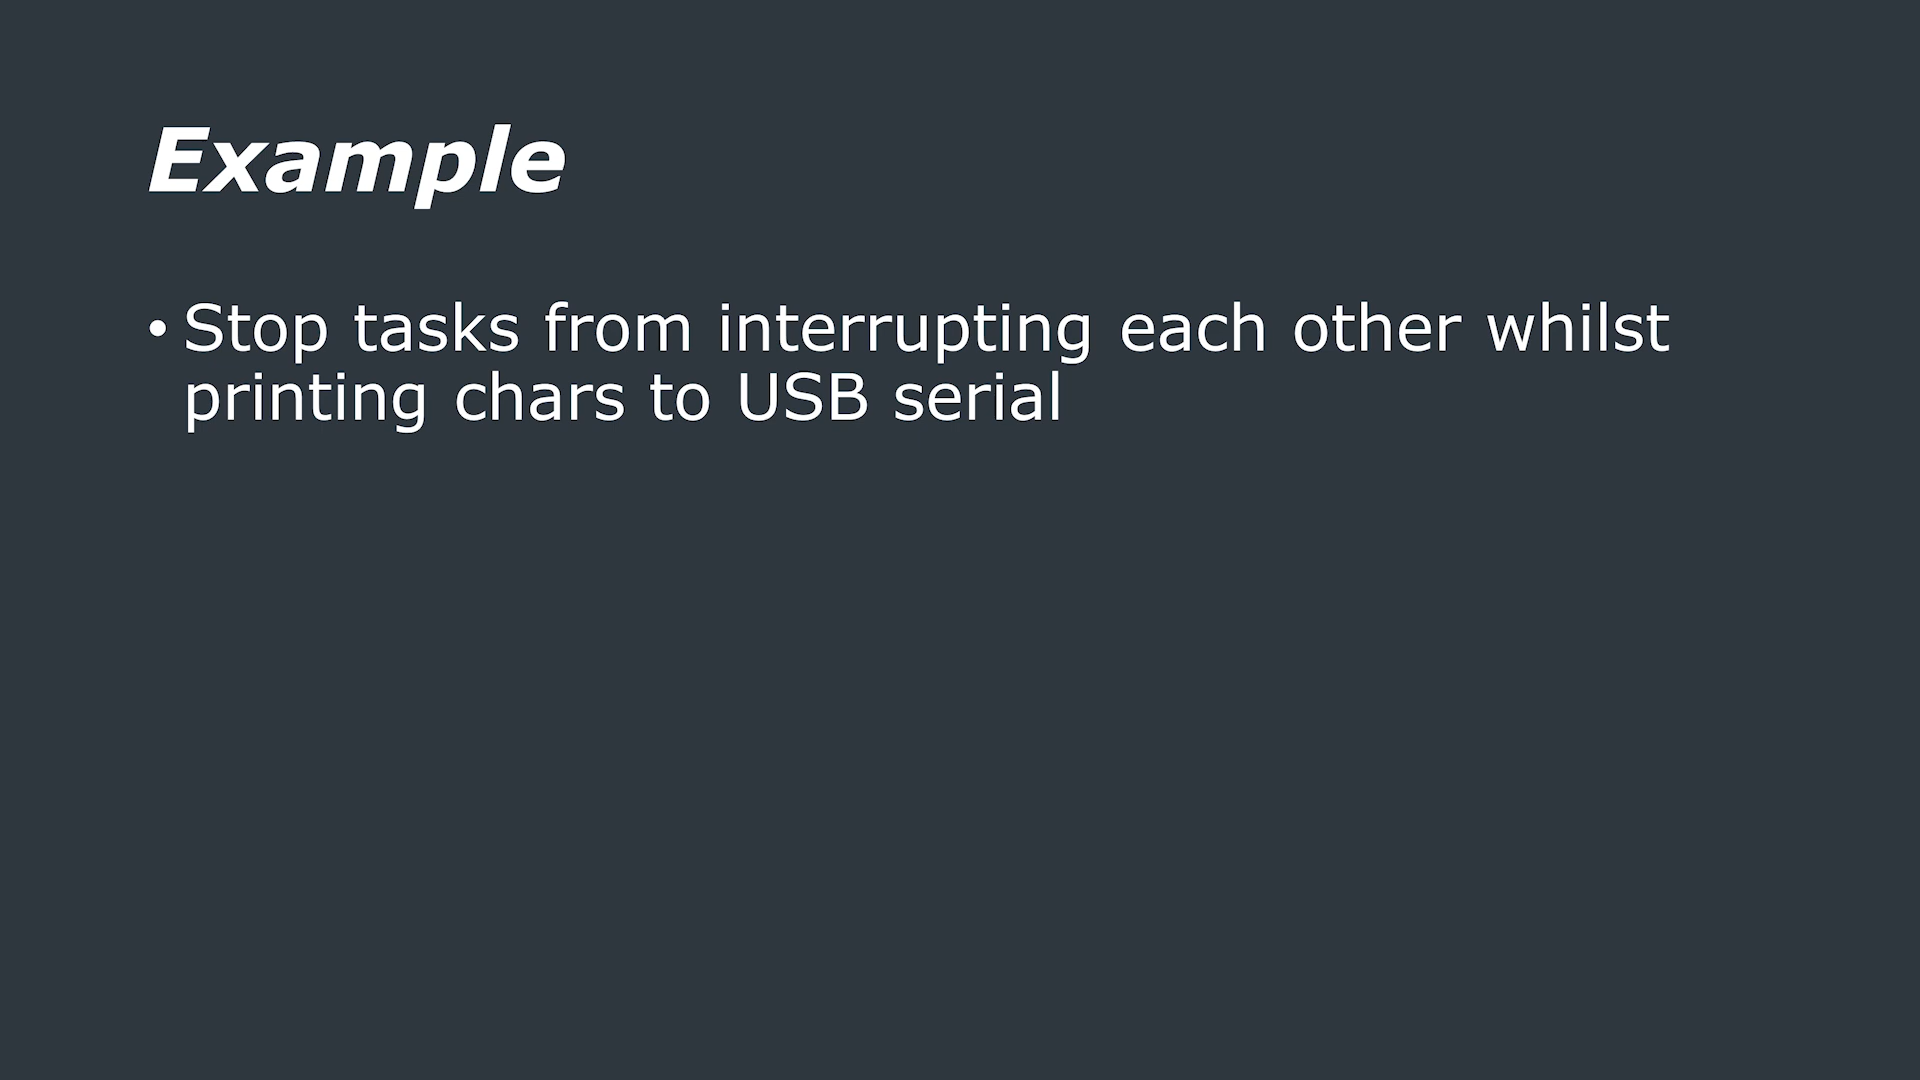 Example
• Stop tasks from interrupting each other whilst
printing chars to USB serial